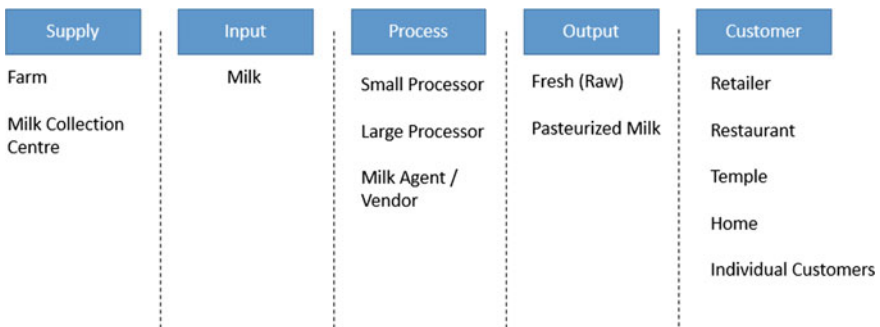 Supply
Input
Process
Output
Customer
Farm
Milk Collection
Centre
Milk
Small Processor
Large Processor
Milk Agent /
Vendor
Fresh (Raw)
Pasteurized Milk
Retailer
Restaurant
Temple
Home
Individual Customers